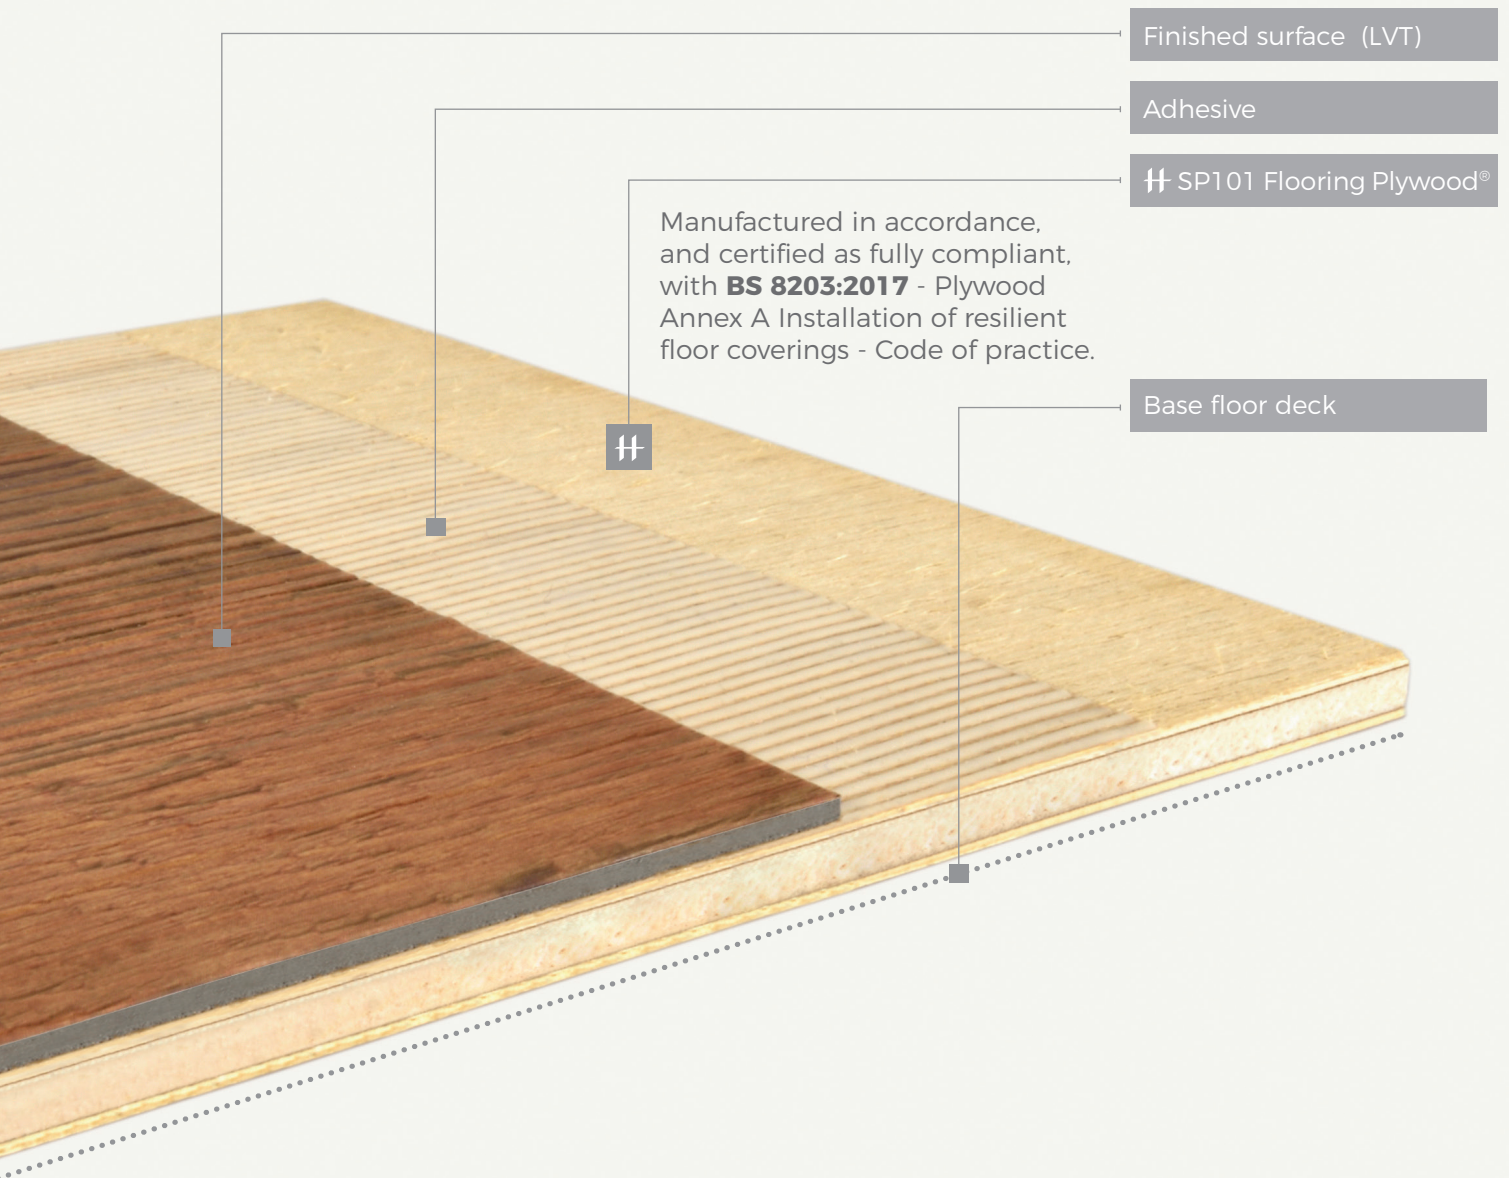 Finished surface (LVT)
Adhesive
SP101 Flooring Plywood®
Manufactured in accordance,
and certified as fully compliant,
with BS 8203:2017 - Plywood
Annex A Installation of resilient
floor coverings - Code of practice.
Base floor deck